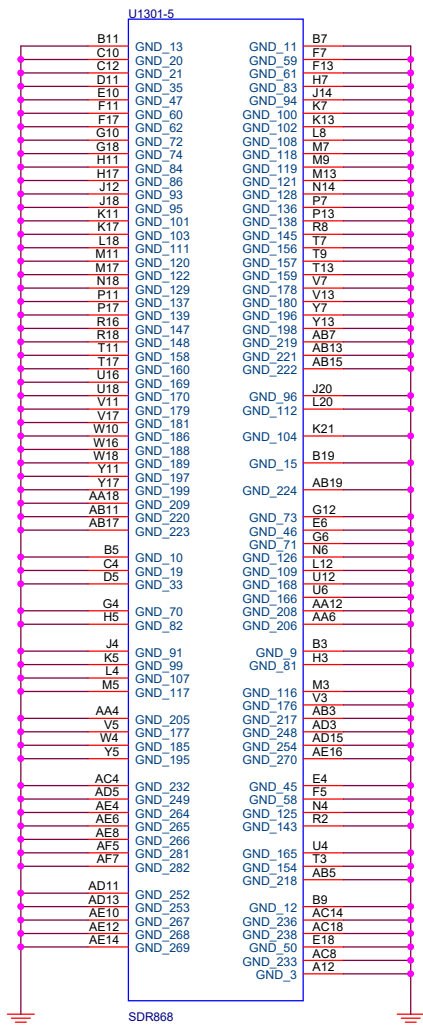 U1301-5
B11 GND_13
C10 GND_20
C12 GND_21
D11 GND_35
E10 GND_47
F11 GND_60
F17 GND_62
G10 GND_72
G18 GND_74
H11 GND_84
H17 GND_86
J12 GND_93
J18 GND_95
K11 GND_101
K17 GND_103
L18 GND_111
M11 GND_120
M17 GND_122
N18 GND_129
P11 GND_137
P17 GND_139
R16 GND_147
R18 GND_148
T11 GND_158
T17 GND_160
U16 GND_169
U18 GND_170
V11 GND_179
V17 GND_181
W10 GND_186
W16 GND_188
W18 GND_189
Y11 GND_197
Y17 GND_199
AA18 GND_209
AB11 GND_220
AB17 GND_223
B5 GND_10
C4 GND_19
D5 GND_33
G4 GND_70
H5 GND_82
J4 GND_91
K5 GND_99
L4 GND_107
M5 GND_117
AA4 GND_205
V5 GND_177
W4 GND_185
Y5 GND_195
AC4 GND_232
AD5 GND_249
AE4 GND_264
AE6 GND_265
AE8 GND_266
AF5 GND_281
AF7 GND_282
AD11 GND_252
AD13 GND_253
AE10 GND_267
AE12 GND_268
AE14 GND_269
GND_11 B7
GND_59 F7
GND_61 F13
GND_83 H7
GND_94 J14
GND_100 K7
GND_102 K13
GND_108 L8
GND_118 M7
GND_119 M9
GND_121 M13
GND_128 N14
GND_136 P7
GND_138 P13
GND_145 R8
GND_156 T7
GND_157 T9
GND_159 T13
GND_178 V7
GND_180 V13
GND_196 Y7
GND_198 Y13
GND_219 AB7
GND_221 AB13
GND_222 AB15
GND_96 J20
GND_112 L20
GND_104 K21
GND_15 B19
GND_224 AB19
GND_73 G12
GND_46 E6
GND_71 G6
GND_126 N6
GND_109 L12
GND_168 U12
GND_166 U6
GND_208 AA12
GND_206 AA6
GND_9 B3
GND_81 H3
GND_116 M3
GND_176 V3
GND_217 AB3
GND_248 AD3
GND_254 AD15
GND_270 AE16
GND_45 E4
GND_58 F5
GND_125 N4
GND_143 R2
GND_165 U4
GND_154 T3
GND_218 AB5
GND_12 B9
GND_236 AC14
GND_238 AC18
GND_50 E18
GND_233 AC8
GND_3 A12
SDR868